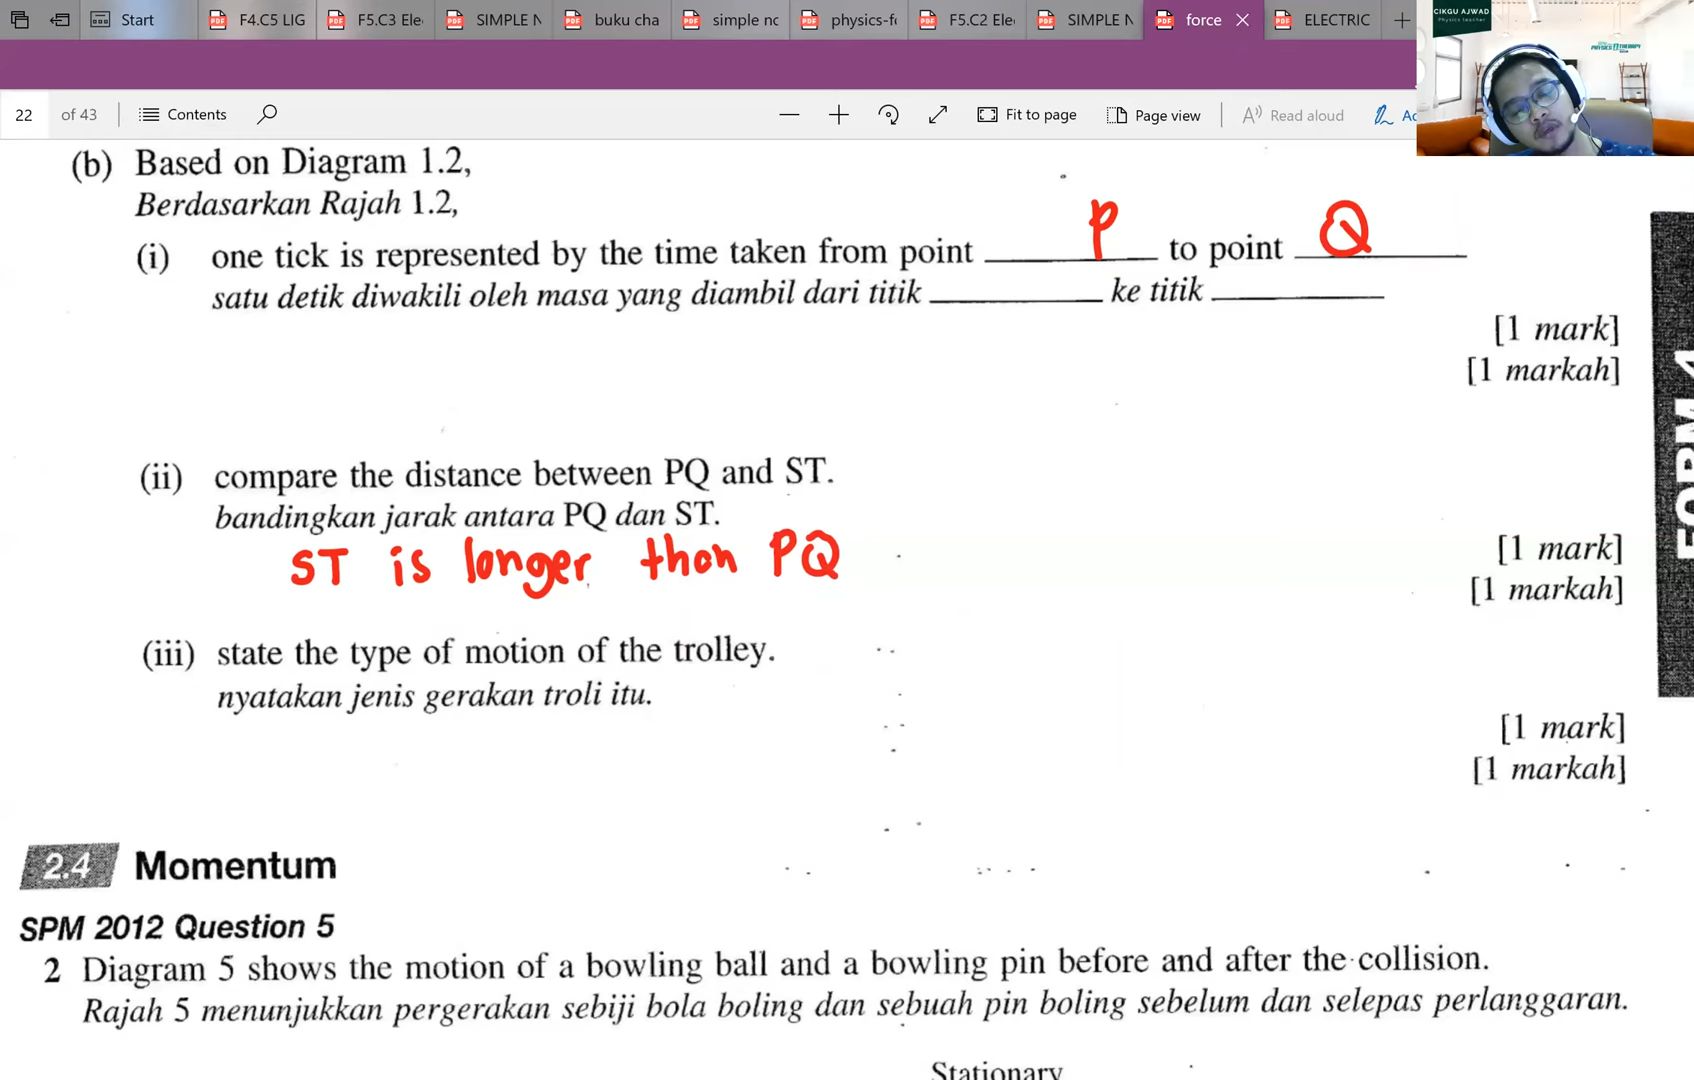 Start
F4.C5 LIG
F5.C3 Ele
SIMPLE N
buku cha
simple nc
physics-f
F5.C2 Ele
SIMPLE N
force
ELECTRIC
CIKGU AJWAD
Physics teacher
22 of 43
Contents
Fit to page
Page view
Read aloud
(b) Based on Diagram 1.2,
Berdasarkan Rajah 1.2,
(i) one tick is represented by the time taken from point P to point Q
satu detik diwakili oleh masa yang diambil dari titik ________ ke titik ________
[1 mark]
[1 markah]
(ii) compare the distance between PQ and ST.
bandingkan jarak antara PQ dan ST.
ST is longer than PQ
[1 mark]
[1 markah]
(iii) state the type of motion of the trolley.
nyatakan jenis gerakan troli itu.
[1 mark]
[1 markah]
2.4 Momentum
SPM 2012 Question 5
2 Diagram 5 shows the motion of a bowling ball and a bowling pin before and after the collision.
Rajah 5 menunjukkan pergerakan sebiji bola boling dan sebuah pin boling sebelum dan selepas perlanggaran.
Stationary